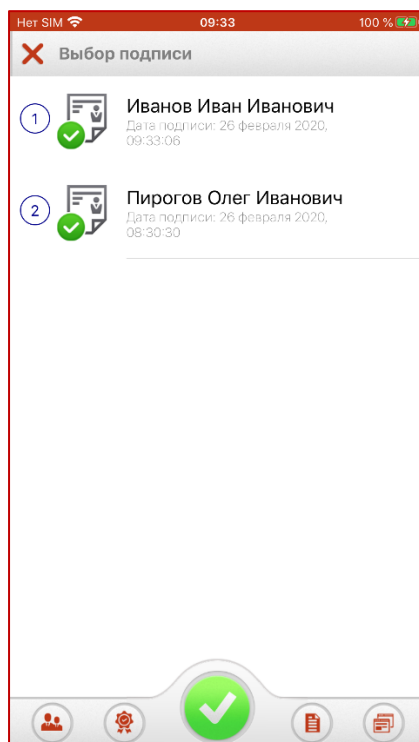 Нет SIM 09:33 100 %
Выбор подписи
1
Иванов Иван Иванович
Дата подписи: 26 февраля 2020,
09:33:06
2
Пирогов Олег Иванович
Дата подписи: 26 февраля 2020,
08:30:30